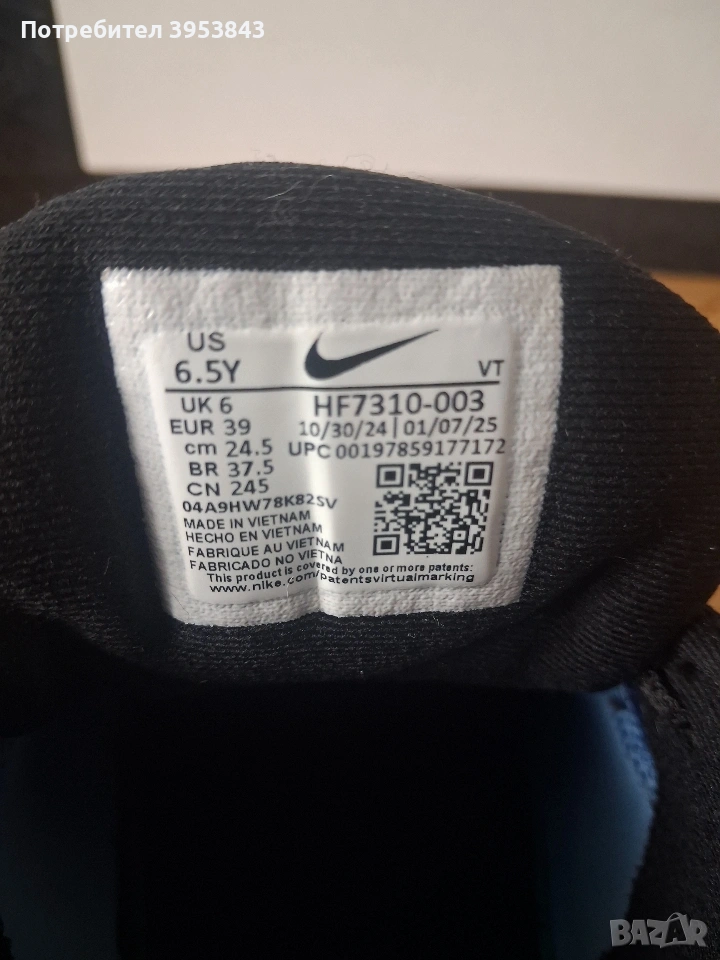 Потребител 3953843
US
6.5Y
VT
UK 6
HF7310-003
EUR 39
10/30/24 | 01/07/25
cm 24.5
UPC 00197859177172
BR 37.5
CN 245
04A9HW78K82SV
MADE IN VIETNAM
HECHO EN VIETNAM
FABRIQUE AU VIETNAM
FABRICADO NO VIETNA
This product is covered by one or more patents:
www.nike.com/patentsvirtualmarking
BAZAR